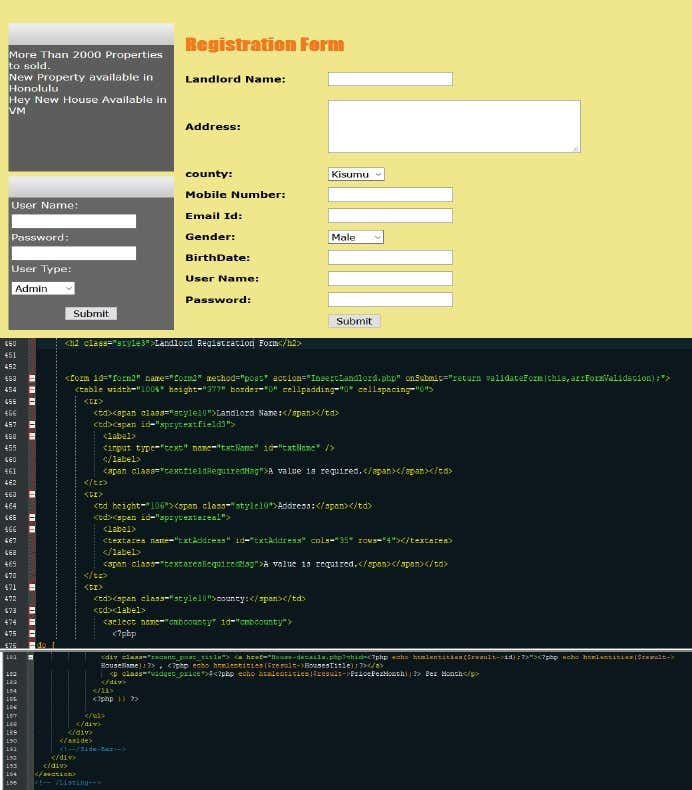 More Than 2000 Properties
to sold.
New Property available in
Honolulu
Hey New House Available in
VM
User Name:
Password:
User Type:
Admin
Submit
Registration Form
Landlord Name:
Address:
county:
Kisumu
Mobile Number:
Email Id:
Gender:
Male
BirthDate:
User Name:
Password:
Submit
450 <h2 class="style3">Landlord Registration Form</h2>
451
452
453 <form id="form2" name="form2" method="post" action="InsertLandlord.php" onSubmit="return validateForm(this,arrFormValidation);">
454 <table width="100%" height="377" border="0" cellpadding="0" cellspacing="0">
455 <tr>
456 <td><span class="style10">Landlord Name:</span></td>
457 <td><span id="sprytextfield3">
458 <label>
459 <input type="text" name="txtName" id="txtName" />
460 </label>
461 <span class="textfieldRequiredMsg">A value is required.</span></span></td>
462 </tr>
463 <tr>
464 <td height="106"><span class="style10">Address:</span></td>
465 <td><span id="sprytextarea1">
466 <label>
467 <textarea name="txtAddress" id="txtAddress" cols="35" rows="4"></textarea>
468 </label>
469 <span class="textareaRequiredMsg">A value is required.</span></span></td>
470 </tr>
471 <tr>
472 <td><span class="style10">county:</span></td>
473 <td><label>
474 <select name="cmbcounty" id="cmbcounty">
475 <?php
476 do {
181 <div class="recent_post_title"> <a href="House-details.php?vhid=<?php echo htmlentities($result->id);?>"><?php echo htmlentities($result->
HouseName);?> , <?php echo htmlentities($result->HousesTitle);?></a>
182 <p class="widget_price">$<?php echo htmlentities($result->PricePerMonth);?> Per Month</p>
183 </div>
184 </li>
185 <?php }} ?>
186
187 </ul>
188 </div>
189 </div>
190 </aside>
191 <!--/Side-Bar-->
192 </div>
193 </div>
194 </section>
195 <!-- /Listing-->